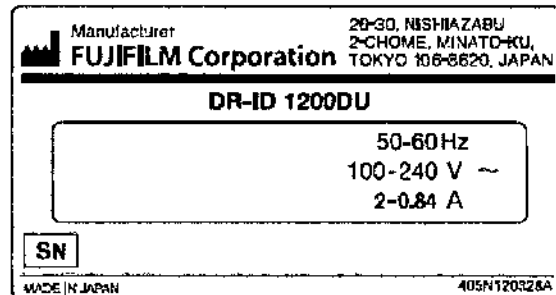 Manufacturer
FUJIFILM Corporation
26-30, NISHIAZABU
2-CHOME, MINATO-KU,
TOKYO 106-8620, JAPAN
DR-ID 1200DU
50-60Hz
100-240 V ~
2-0.84 A
SN
MADE IN JAPAN
405N120328A